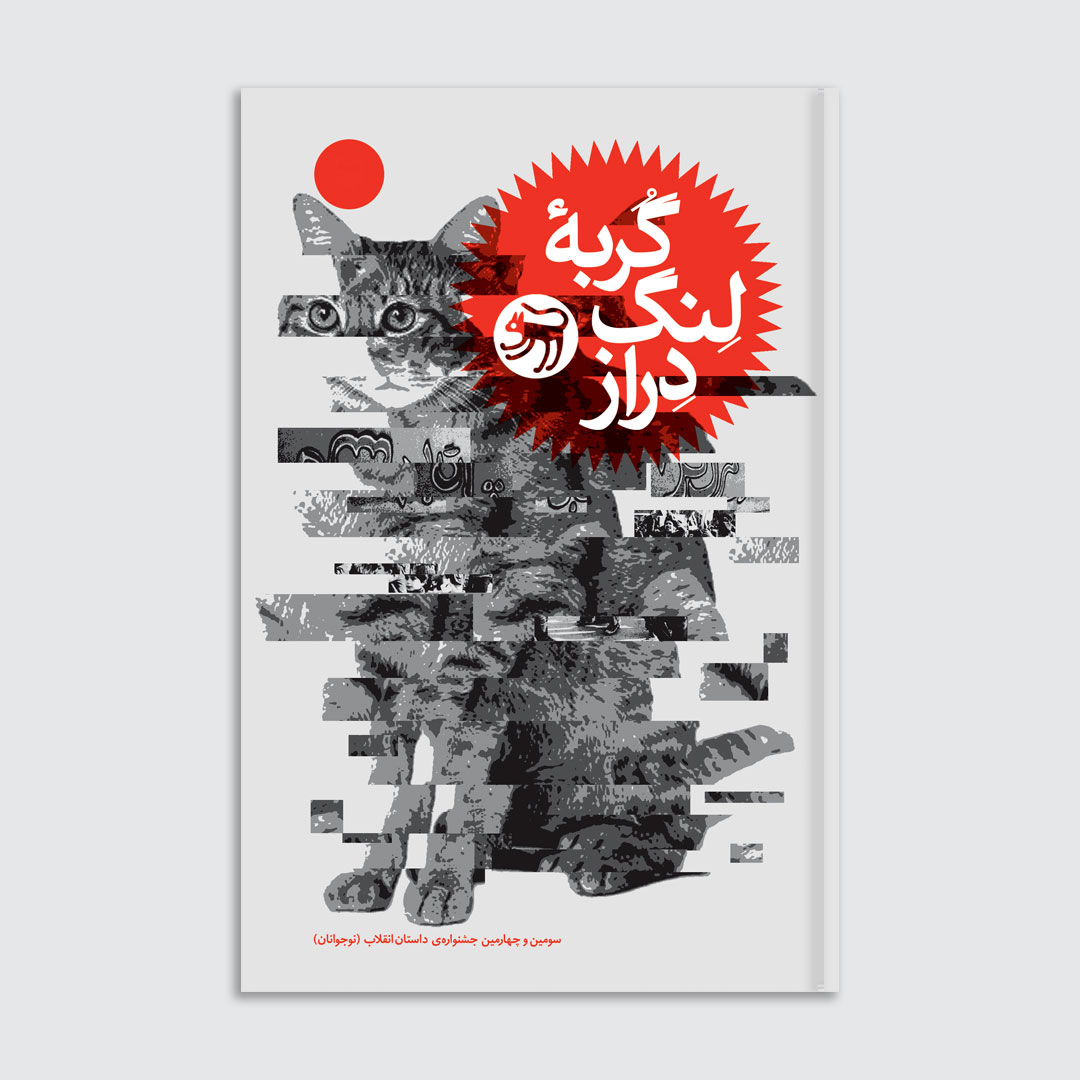 گُربهٔ
لِنگ
دِراز
سومین و چهارمین جشنواره‌ی داستان انقلاب (نوجوانان)